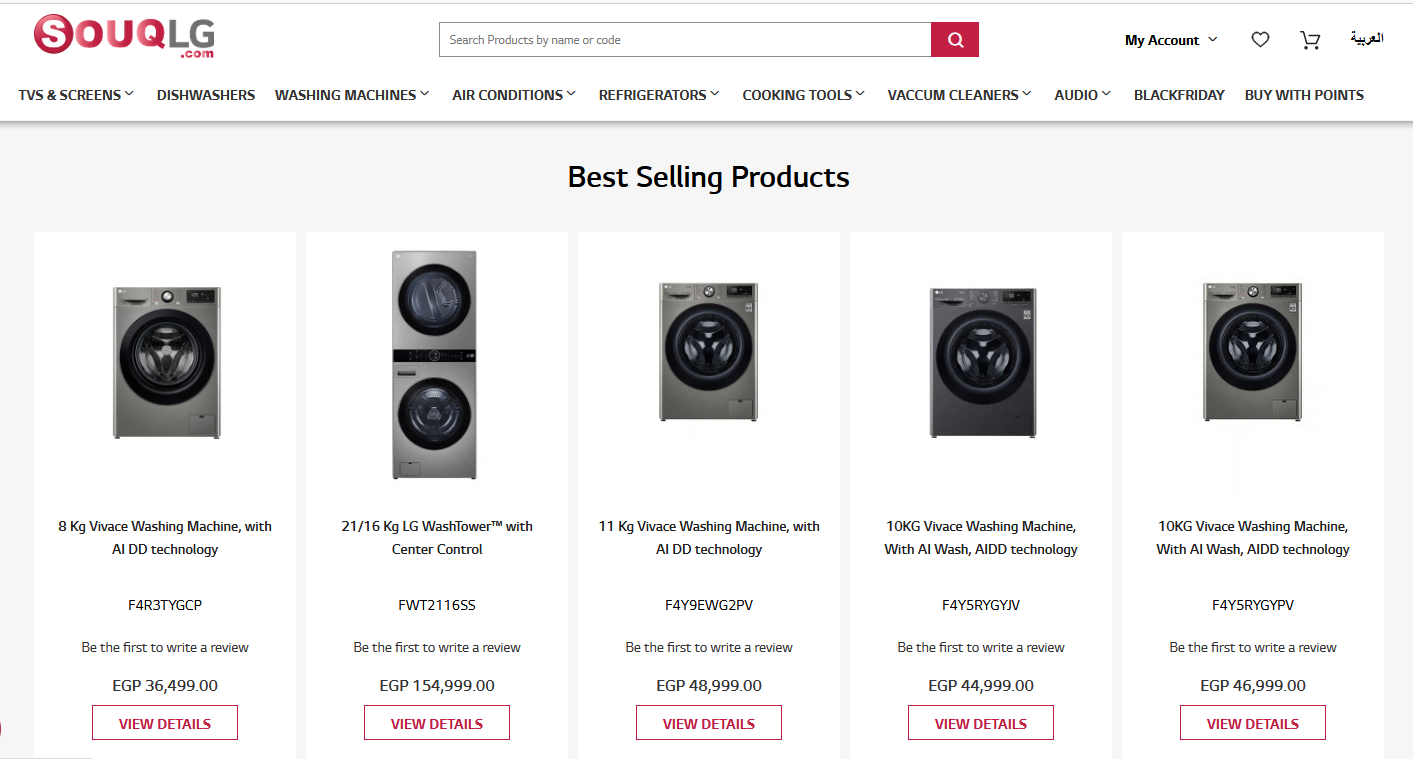 SOUQLG
.com
Search Products by name or code
My Account
العربية
TVS & SCREENS
DISHWASHERS
WASHING MACHINES
AIR CONDITIONS
REFRIGERATORS
COOKING TOOLS
VACCUM CLEANERS
AUDIO
BLACKFRIDAY
BUY WITH POINTS
Best Selling Products
8 Kg Vivace Washing Machine, with
AI DD technology
F4R3TYGCP
Be the first to write a review
EGP 36,499.00
VIEW DETAILS
21/16 Kg LG WashTower™ with
Center Control
FWT2116SS
Be the first to write a review
EGP 154,999.00
VIEW DETAILS
11 Kg Vivace Washing Machine, with
AI DD technology
F4Y9EWG2PV
Be the first to write a review
EGP 48,999.00
VIEW DETAILS
10KG Vivace Washing Machine,
With AI Wash, AIDD technology
F4Y5RYGYJV
Be the first to write a review
EGP 44,999.00
VIEW DETAILS
10KG Vivace Washing Machine,
With AI Wash, AIDD technology
F4Y5RYGYPV
Be the first to write a review
EGP 46,999.00
VIEW DETAILS